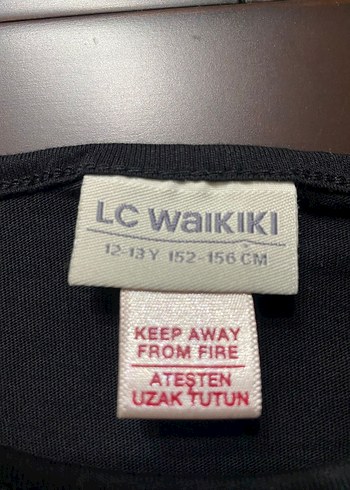 LC WAIKIKI
12-13 Y 152-156 CM
KEEP AWAY
FROM FIRE
ATEŞTEN
UZAK TUTUN